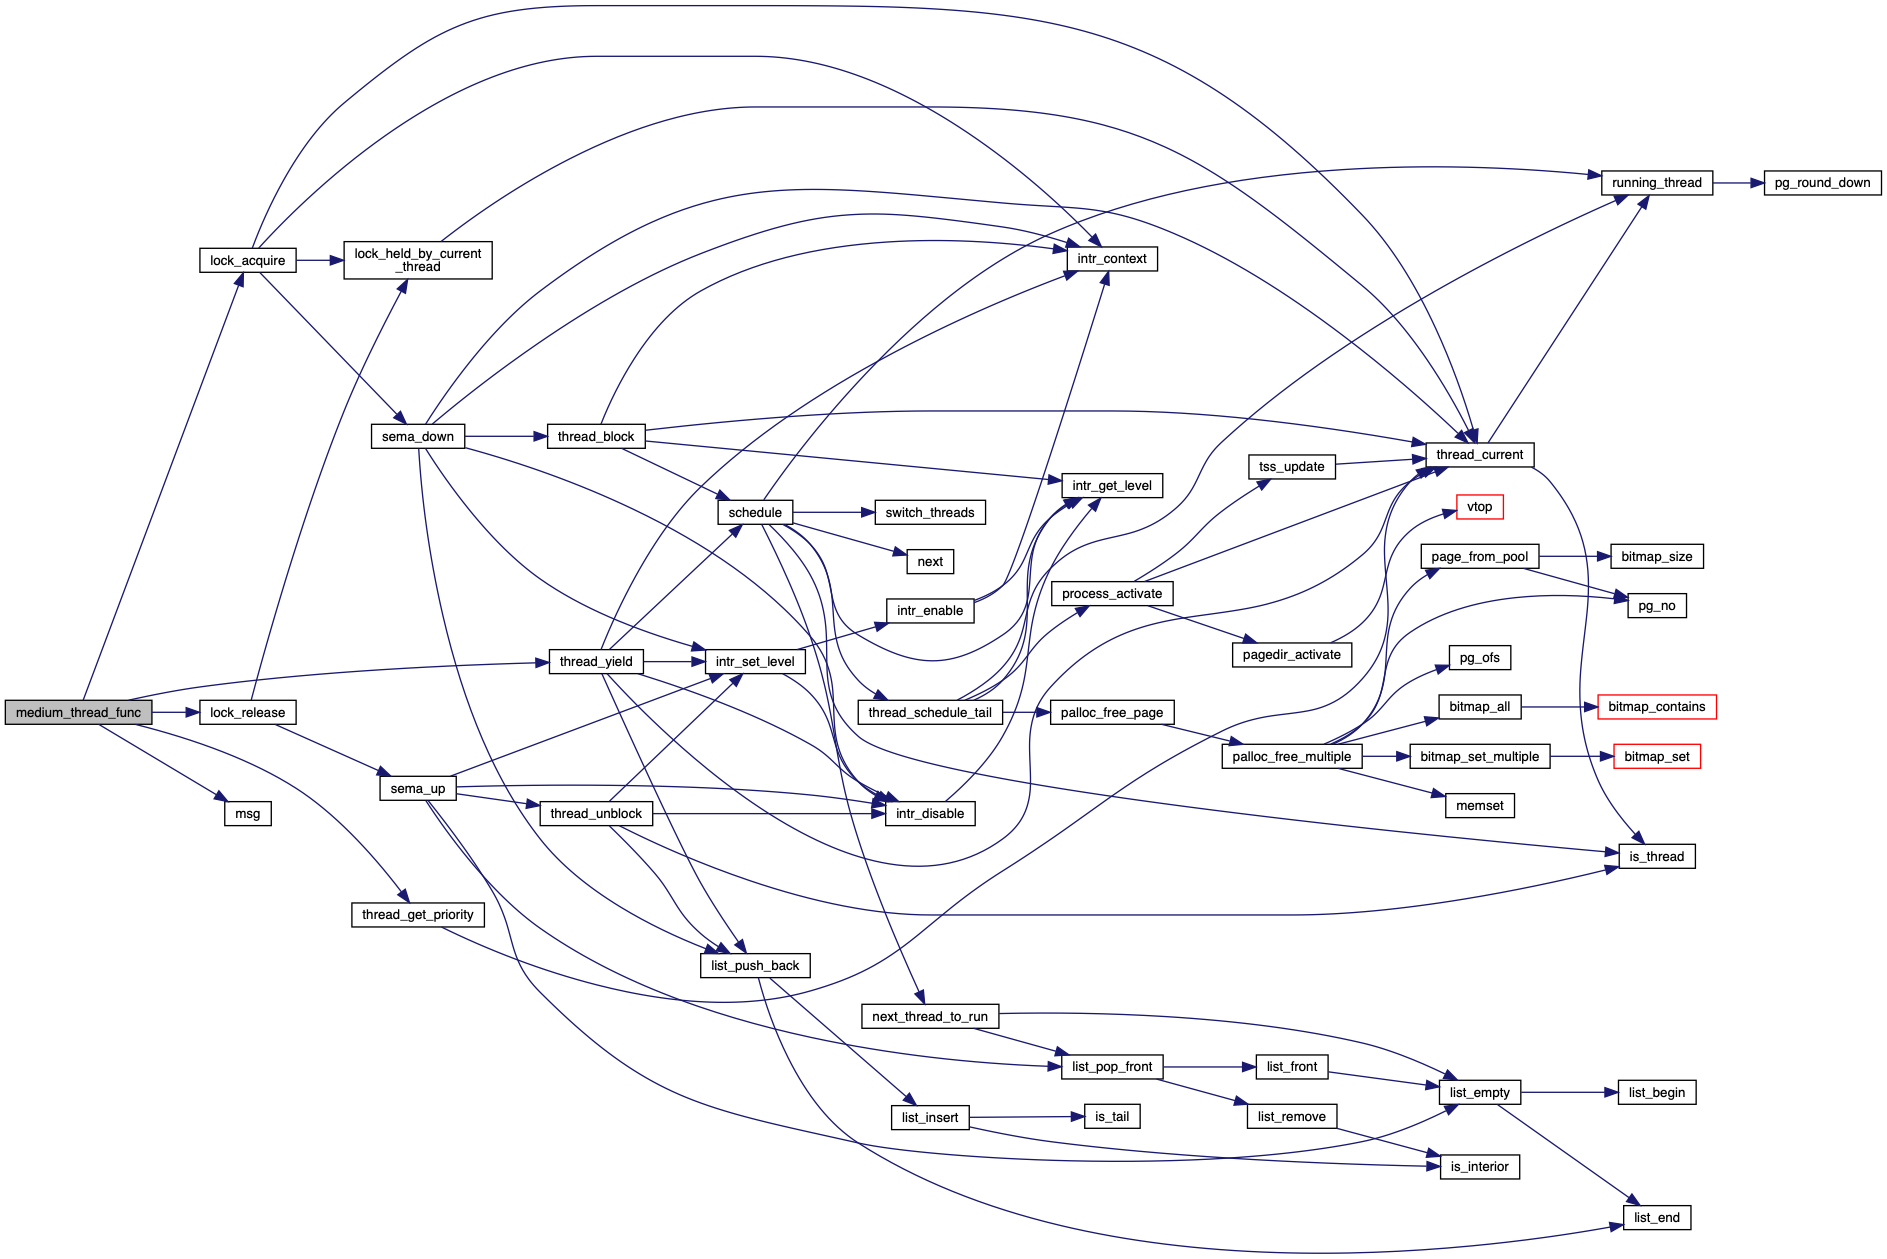 running_thread
pg_round_down
lock_acquire
lock_held_by_current
_thread
intr_context
sema_down
thread_block
thread_current
tss_update
intr_get_level
vtop
schedule
switch_threads
page_from_pool
bitmap_size
next
process_activate
pg_no
intr_enable
pagedir_activate
pg_ofs
thread_yield
intr_set_level
medium_thread_func
lock_release
thread_schedule_tail
palloc_free_page
bitmap_all
bitmap_contains
palloc_free_multiple
bitmap_set_multiple
bitmap_set
sema_up
msg
thread_unblock
intr_disable
memset
is_thread
thread_get_priority
list_push_back
next_thread_to_run
list_pop_front
list_front
list_empty
list_begin
list_insert
is_tail
list_remove
is_interior
list_end